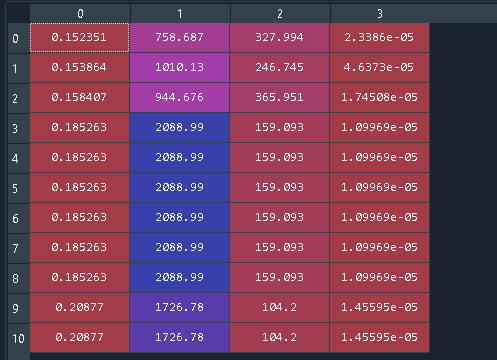 0 1 2 3
0 0.152351 758.687 327.994 2.3386e-05
1 0.153864 1010.13 246.745 4.6373e-05
2 0.158407 944.676 365.951 1.74508e-05
3 0.185263 2088.99 159.093 1.09969e-05
4 0.185263 2088.99 159.093 1.09969e-05
5 0.185263 2088.99 159.093 1.09969e-05
6 0.185263 2088.99 159.093 1.09969e-05
7 0.185263 2088.99 159.093 1.09969e-05
8 0.185263 2088.99 159.093 1.09969e-05
9 0.20877 1726.78 104.2 1.45595e-05
10 0.20877 1726.78 104.2 1.45595e-05